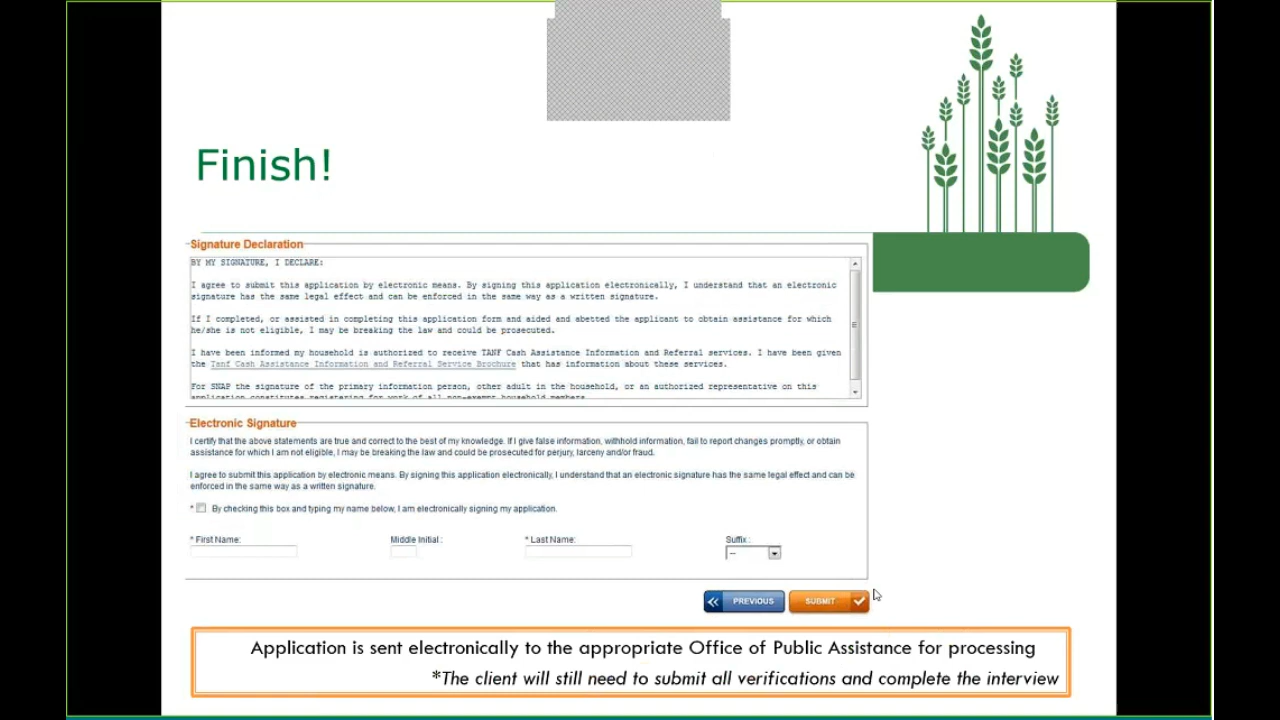 Finish!
Signature Declaration
BY MY SIGNATURE, I DECLARE:
I agree to submit this application by electronic means. By signing this application electronically, I understand that an electronic
signature has the same legal effect and can be enforced in the same way as a written signature.
If I completed, or assisted in completing this application form and aided and abetted the applicant to obtain assistance for which
he/she is not eligible, I may be breaking the law and could be prosecuted.
I have been informed my household is authorized to receive TANF Cash Assistance Information and Referral services. I have been given
the Tanf Cash Assistance Information and Referral Service Brochure that has information about these services.
For SNAP the signature of the primary information person, other adult in the household, or an authorized representative on this
application constitutes registering for work of all non-exempt household members.
Electronic Signature
I certify that the above statements are true and correct to the best of my knowledge. If I give false information, withhold information, fail to report changes promptly, or obtain
assistance for which I am not eligible, I may be breaking the law and could be prosecuted for perjury, larceny and/or fraud.
I agree to submit this application by electronic means. By signing this application electronically, I understand that an electronic signature has the same legal effect and can be
enforced in the same way as a written signature.
* By checking this box and typing my name below, I am electronically signing my application.
* First Name: Middle Initial : * Last Name: Suffix :
--
PREVIOUS SUBMIT
Application is sent electronically to the appropriate Office of Public Assistance for processing
*The client will still need to submit all verifications and complete the interview